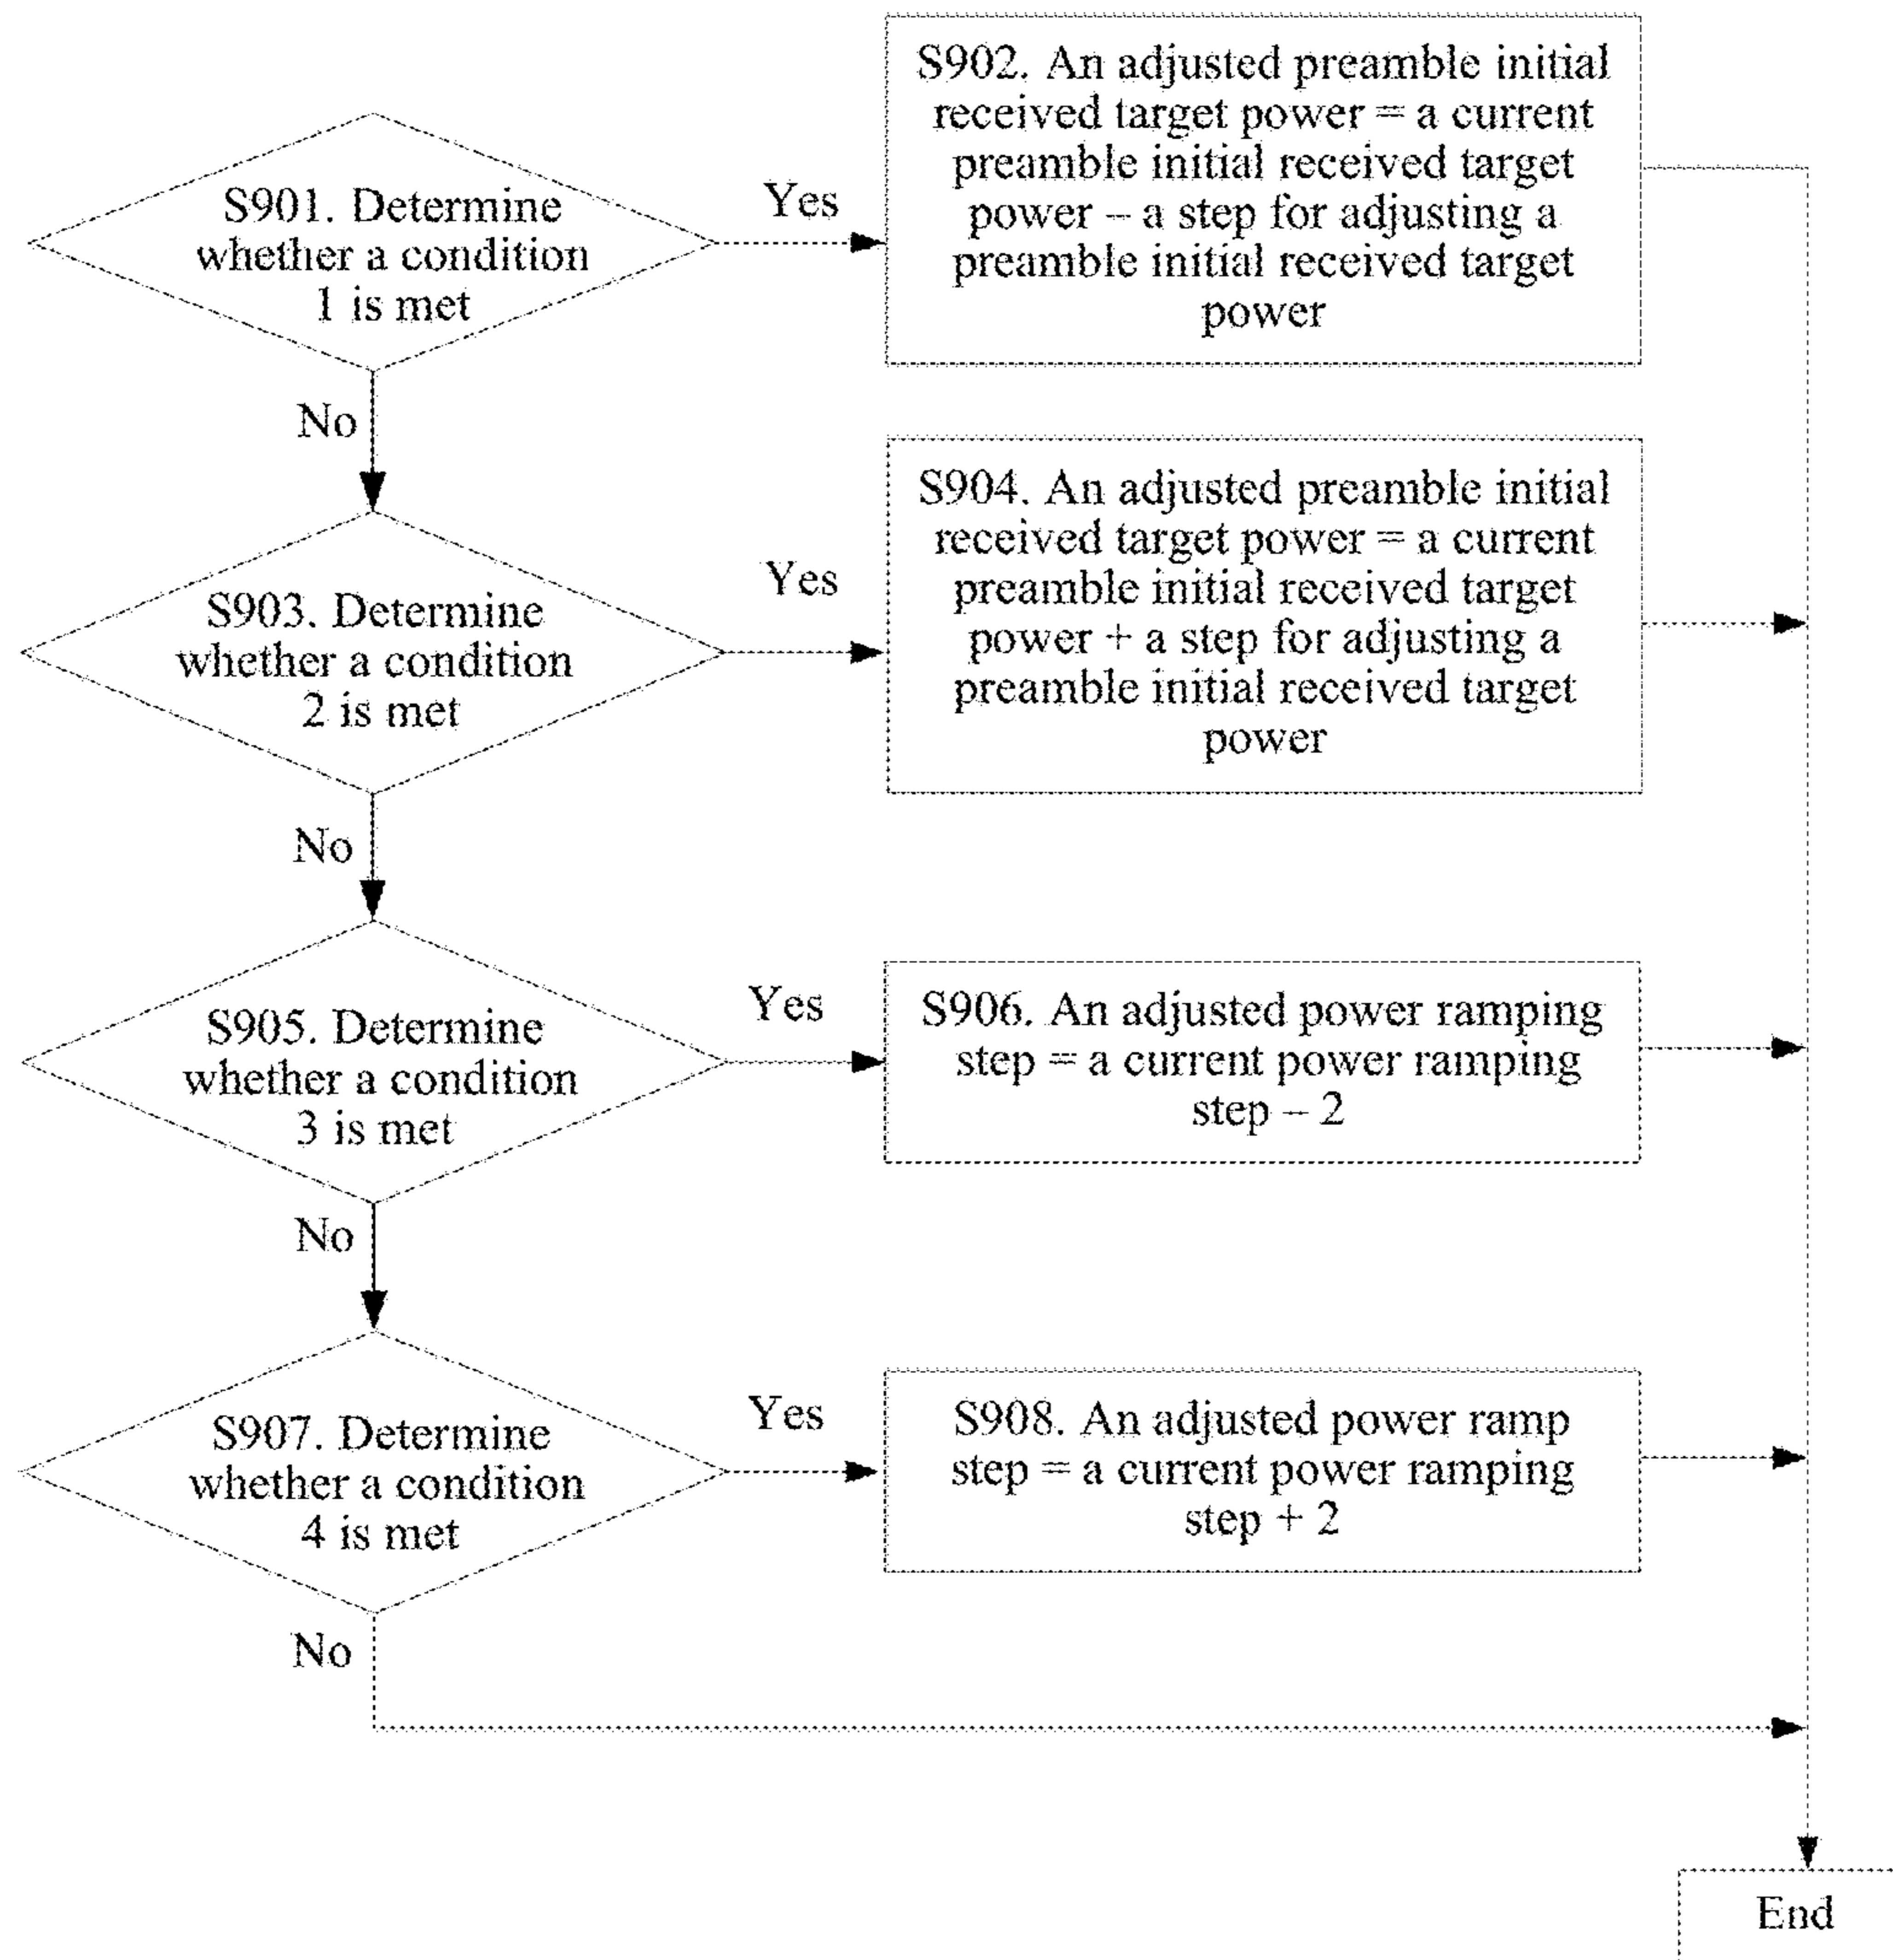 S901. Determine
whether a condition
1 is met
Yes
S902. An adjusted preamble initial
received target power = a current
preamble initial received target
power – a step for adjusting a
preamble initial received target
power
No
S903. Determine
whether a condition
2 is met
Yes
S904. An adjusted preamble initial
received target power = a current
preamble initial received target
power + a step for adjusting a
preamble initial received target
power
No
S905. Determine
whether a condition
3 is met
Yes
S906. An adjusted power ramping
step = a current power ramping
step – 2
No
S907. Determine
whether a condition
4 is met
Yes
S908. An adjusted power ramp
step = a current power ramping
step + 2
No
End